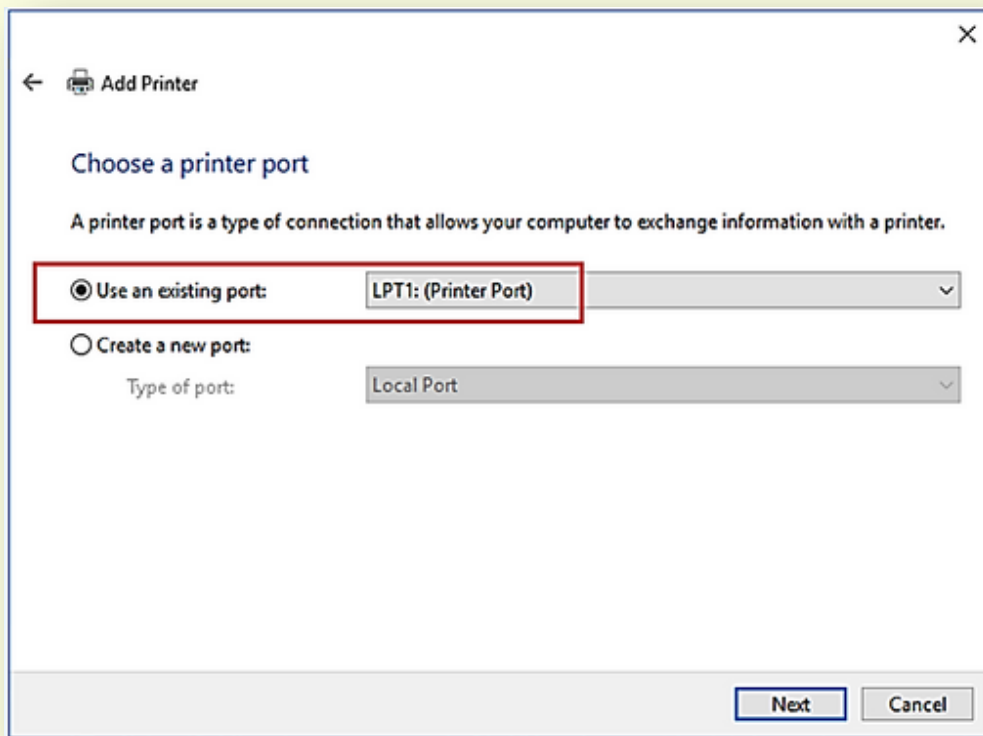 Add Printer
Choose a printer port
A printer port is a type of connection that allows your computer to exchange information with a printer.
Use an existing port: LPT1: (Printer Port)
Create a new port:
Type of port: Local Port
Next Cancel